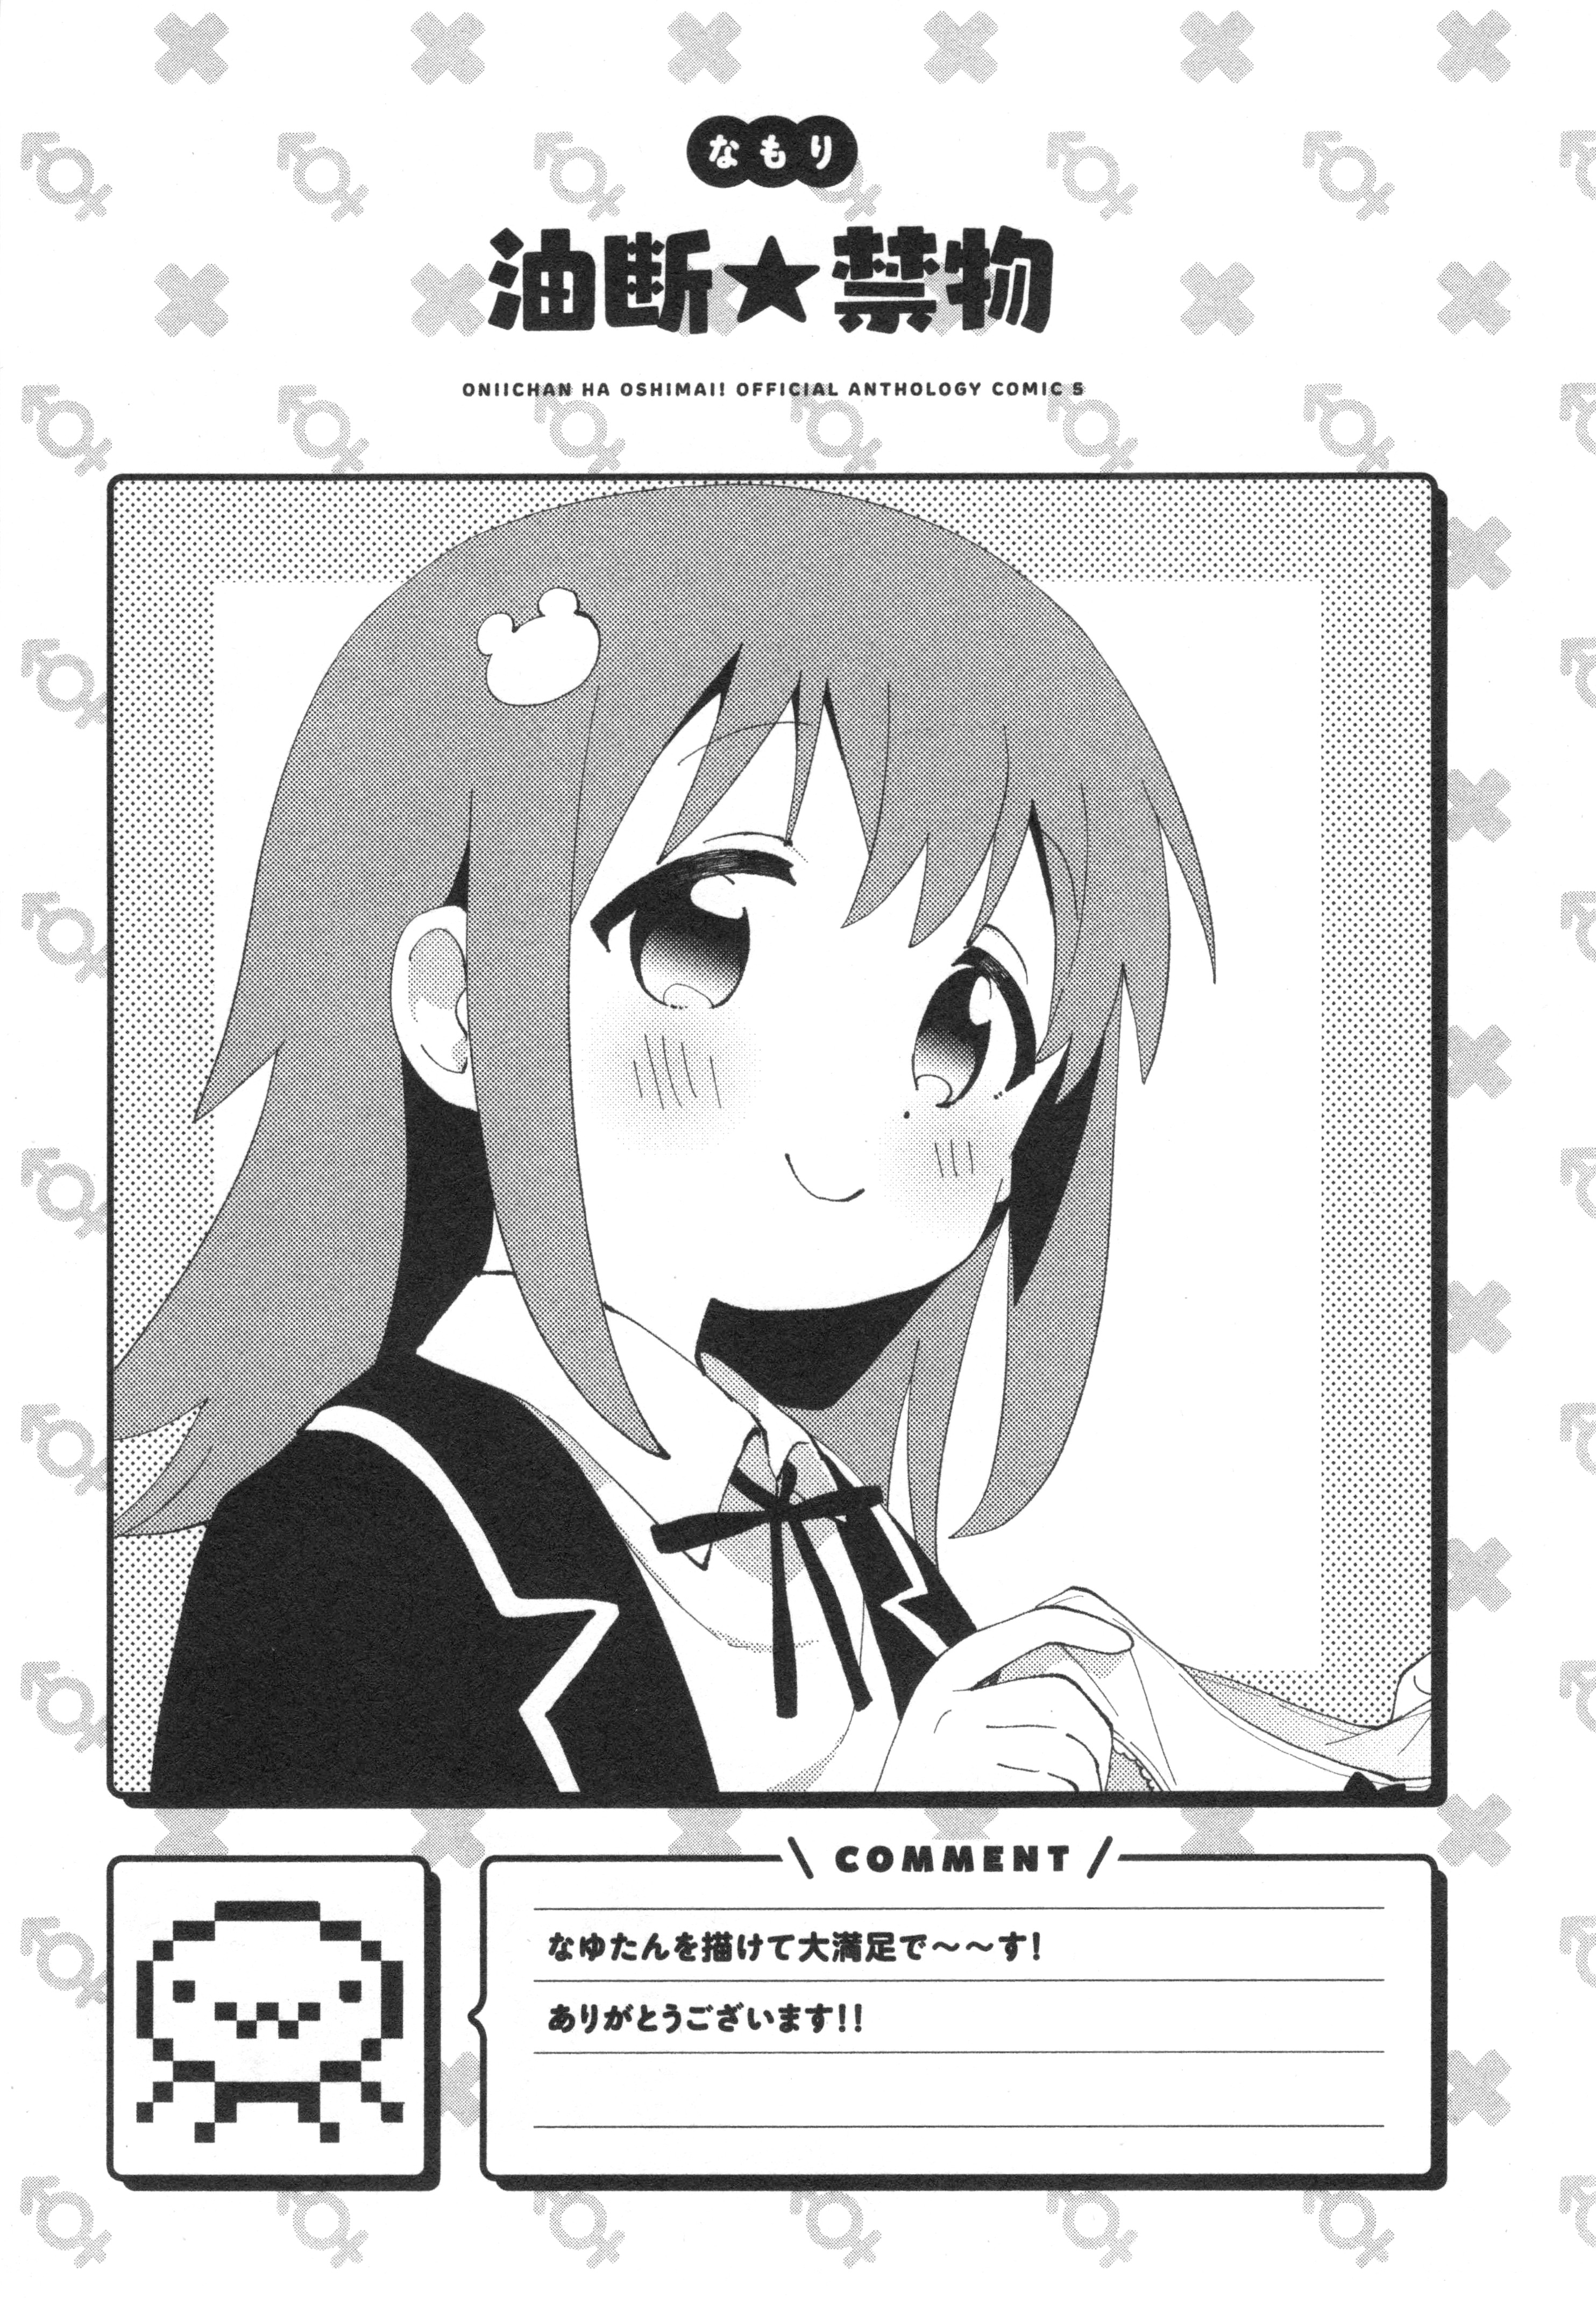 なもり
油断★禁物
ONIICHAN HA OSHIMAI! OFFICIAL ANTHOLOGY COMIC 5
COMMENT
なゆたんを描けて大満足で〜〜す!
ありがとうございます!!